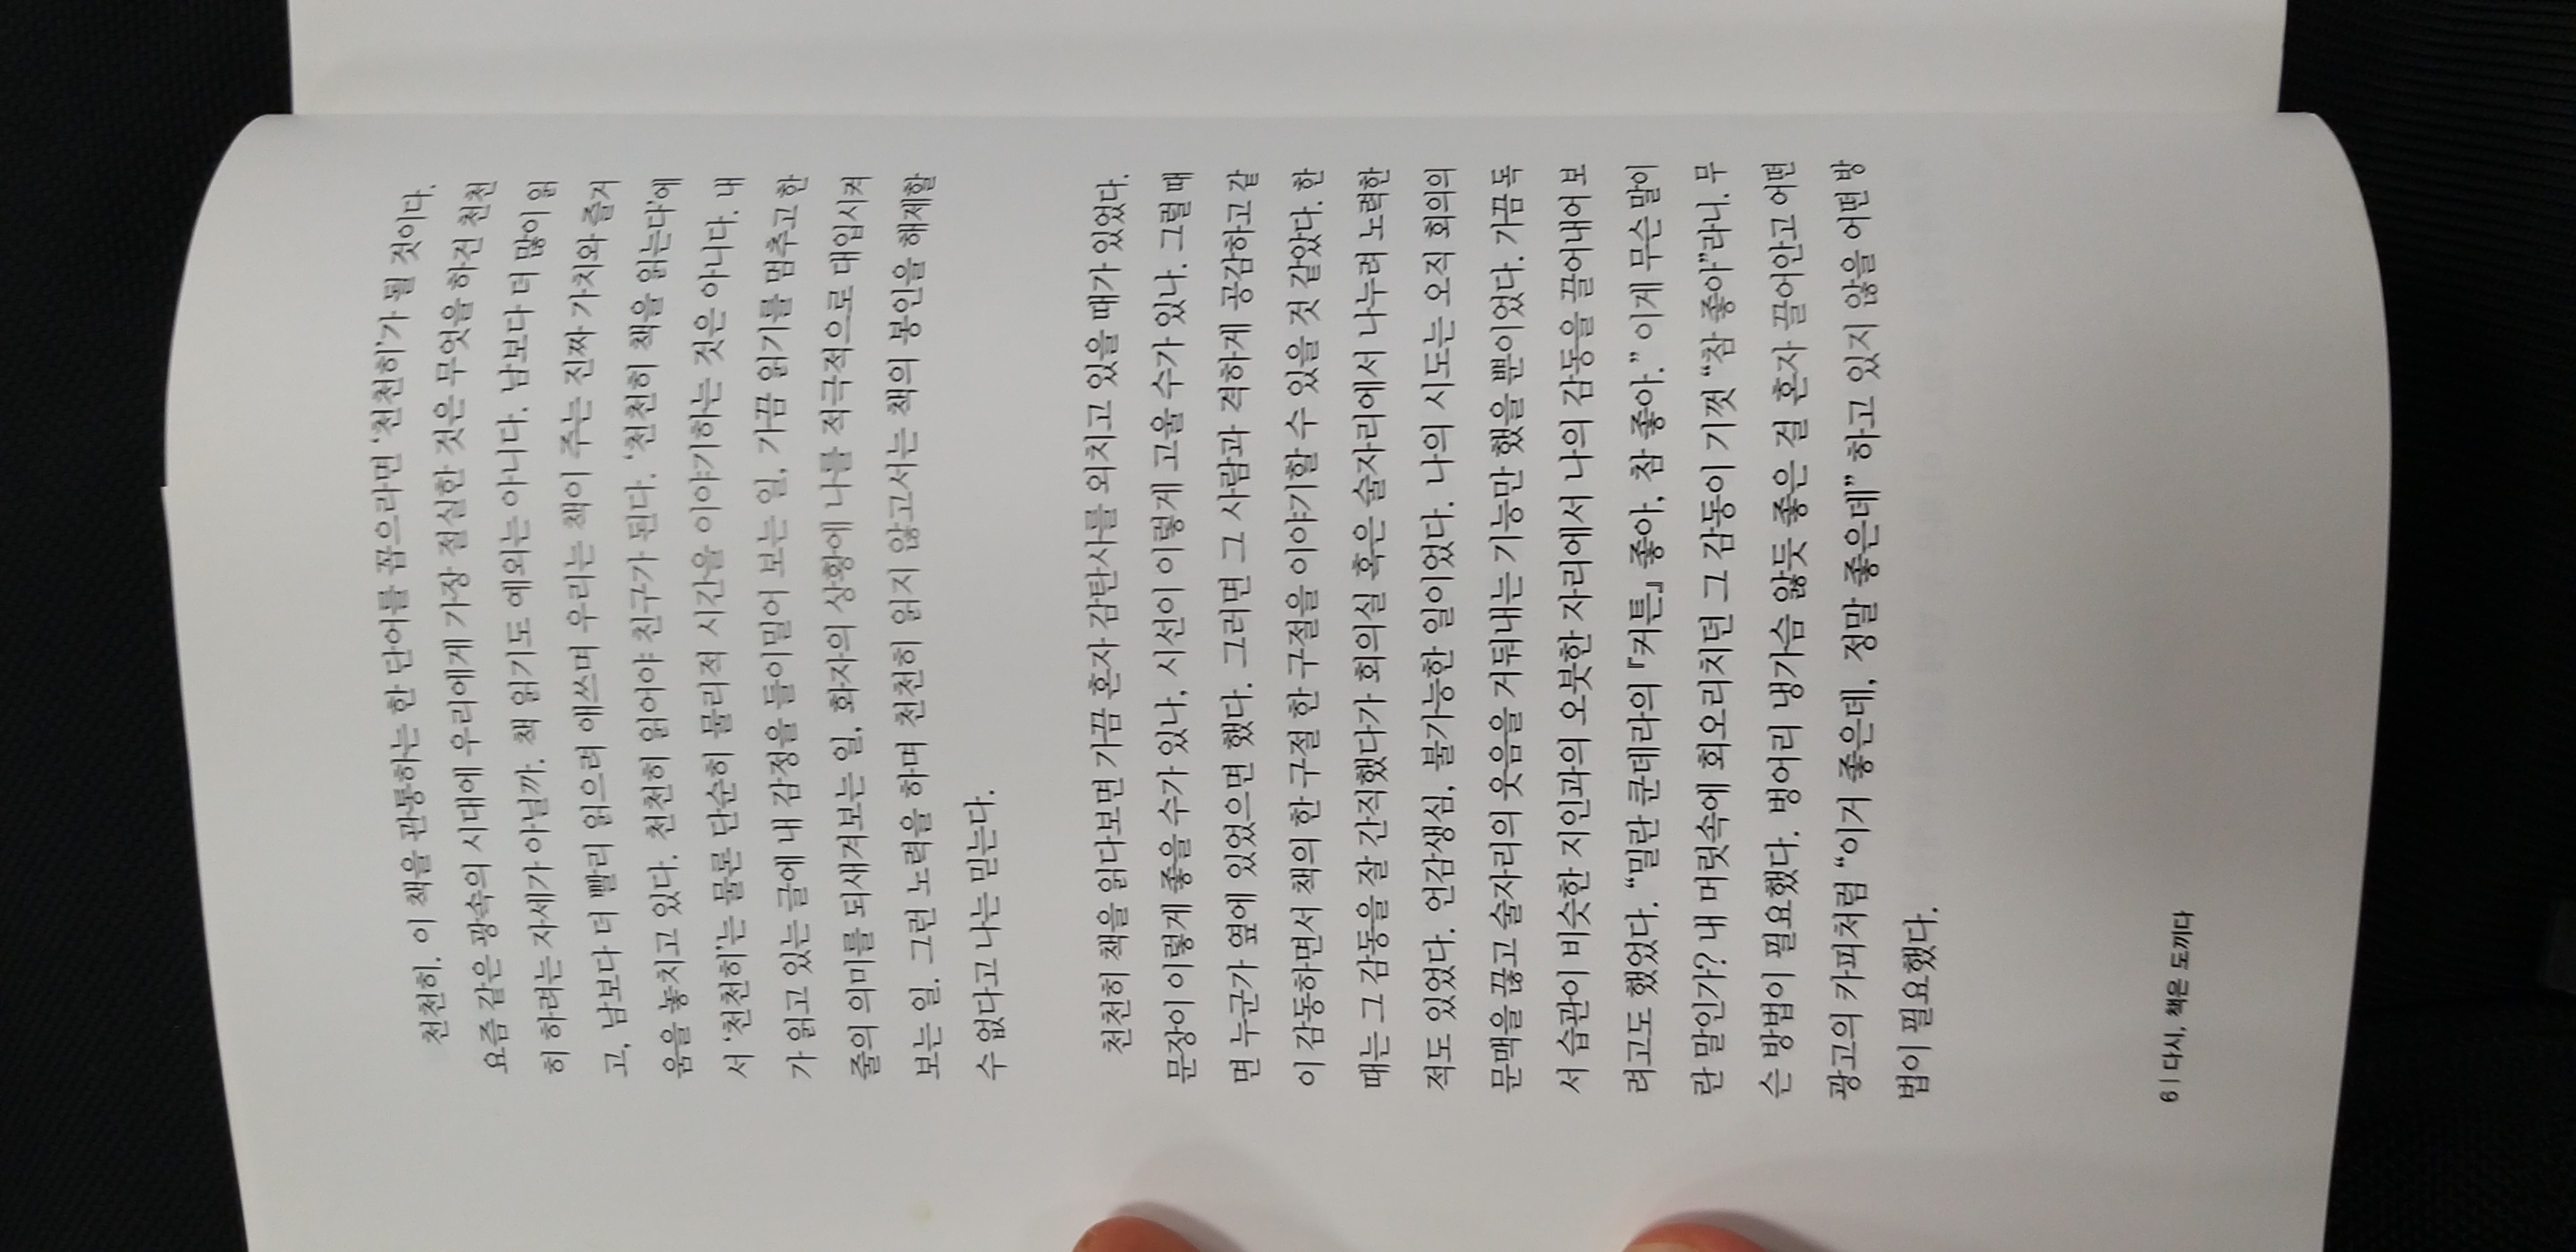 천천히. 이 책을 관통하는 한 단어를 꼽으라면 ‘천천히’가 될 것이다.
요즘 같은 광속의 시대에 우리에게 가장 절실한 것은 무엇을 하건 천천
히 하려는 자세가 아닐까. 책 읽기도 예외는 아니다. 남보다 더 많이 읽
고, 남보다 더 빨리 읽으려 애쓰며 우리는 책이 주는 진짜 가치와 즐거
움을 놓치고 있다. 천천히 읽어야 친구가 된다. ‘천천히 책을 읽는다’에
서 ‘천천히’는 물론 단순히 물리적 시간을 이야기하는 것은 아니다. 내
가 읽고 있는 글에 내 감정을 들이밀어 보는 일, 가끔 읽기를 멈추고 한
줄의 의미를 되새겨보는 일, 화자의 상황에 나를 적극적으로 대입시켜
보는 일. 그런 노력을 하며 천천히 읽지 않고서는 책의 봉인을 해제할
수 없다고 나는 믿는다.
천천히 책을 읽다보면 가끔 혼자 감탄사를 외치고 있을 때가 있었다.
문장이 이렇게 좋을 수가 있나, 시선이 이렇게 고울 수가 있나. 그럴 때
면 누군가 옆에 있었으면 했다. 그러면 그 사람과 격하게 공감하고 같
이 감동하면서 책의 한 구절 한 구절을 이야기할 수 있을 것 같았다. 한
때는 그 감동을 잘 간직했다가 회의실 혹은 술자리에서 나누려 노력한
적도 있었다. 언감생심, 불가능한 일이었다. 나의 시도는 오직 회의의
문맥을 끊고 술자리의 웃음을 거둬내는 기능만 했을 뿐이었다. 가끔 독
서 습관이 비슷한 지인과의 오붓한 자리에서 나의 감동을 끌어내어 보
려고도 했었다. “밀란 쿤데라의 『커튼』 좋아, 참 좋아.” 이게 무슨 말이
란 말인가? 내 머릿속에 회오리치던 그 감동이 기껏 “참 좋아”라니. 무
슨 방법이 필요했다. 벙어리 냉가슴 앓듯 좋은 걸 혼자 끌어안고 어떤
광고의 카피처럼 “이거 좋은데, 정말 좋은데” 하고 있지 않을 어떤 방
법이 필요했다.
6 | 다시, 책은 도끼다